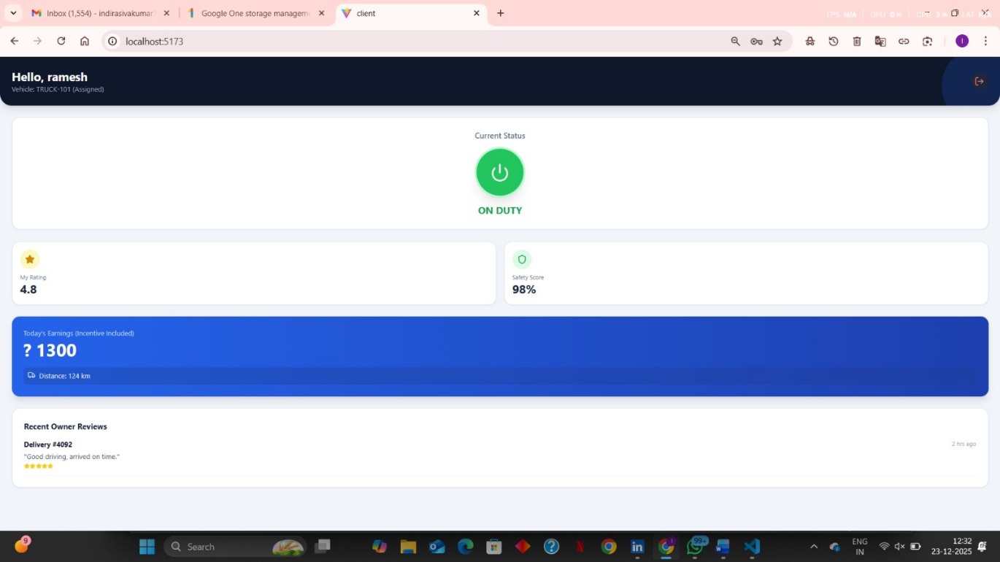 Inbox (1,554) - indirasivakumar
Google One storage managem
client
FPS N/A GPU 0% CPU 3% LAT N/A
localhost:5173
I
Hello, ramesh
Vehicle: TRUCK-101 (Assigned)
Current Status
ON DUTY
My Rating
4.8
Safety Score
98%
Today's Earnings (Incentive Included)
? 1300
Distance: 124 km
Recent Owner Reviews
Delivery #4092
2 hrs ago
"Good driving, arrived on time."
9
Search
99+
ENG
IN
12:32
23-12-2025